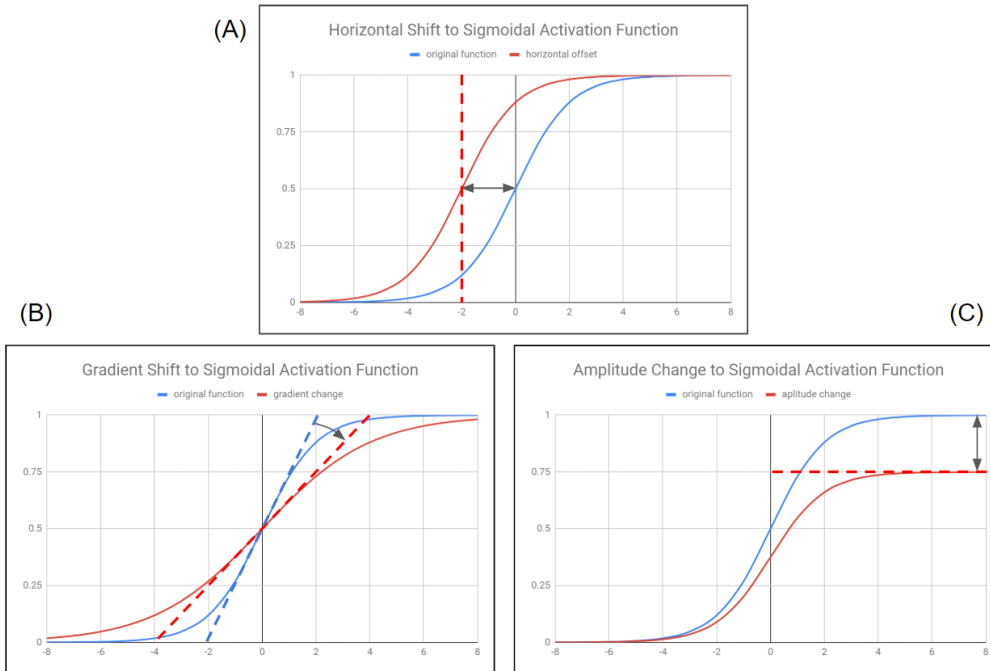 (A)
Horizontal Shift to Sigmoidal Activation Function
original function horizontal offset
1
0.75
0.5
0.25
0
-8 -6 -4 -2 0 2 4 6 8
(B)
Gradient Shift to Sigmoidal Activation Function
original function gradient change
1
0.75
0.5
0.25
0
-8 -6 -4 -2 0 2 4 6 8
(C)
Amplitude Change to Sigmoidal Activation Function
original function aplitude change
1
0.75
0.5
0.25
0
-8 -6 -4 -2 0 2 4 6 8